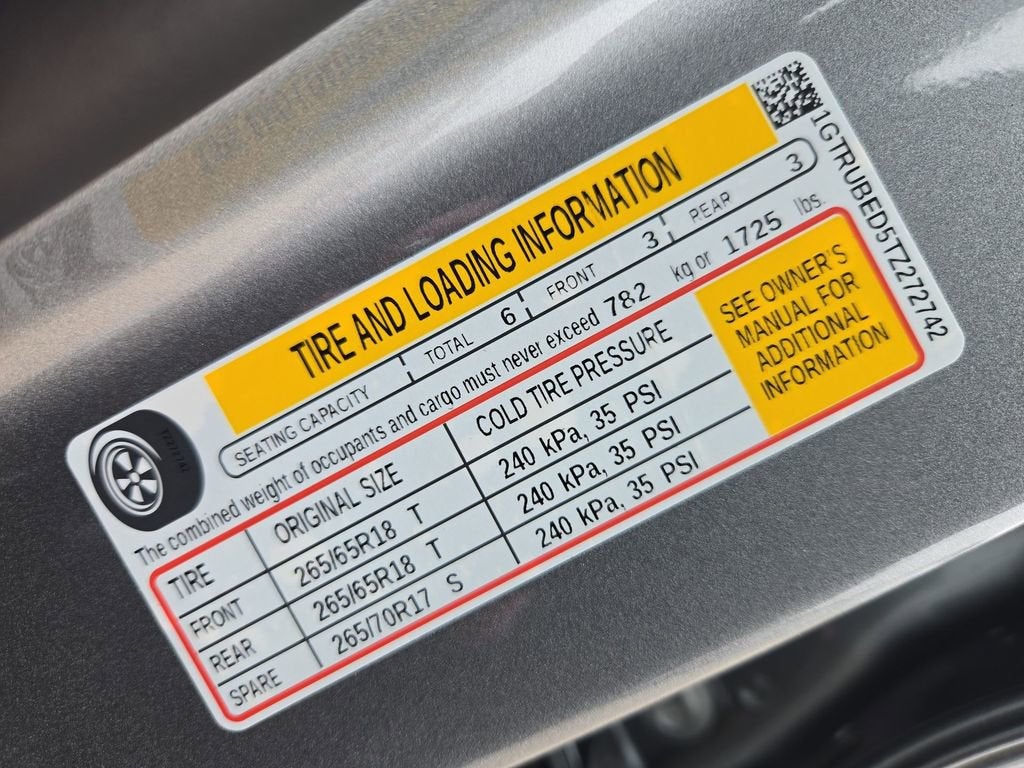 TIRE AND LOADING INFORMATION
SEATING CAPACITY TOTAL 6 FRONT 3 REAR 3
The combined weight of occupants and cargo must never exceed 782 kg or 1725 lbs.
TIRE ORIGINAL SIZE COLD TIRE PRESSURE
FRONT 265/65R18 T 240 kPa, 35 PSI
REAR 265/65R18 T 240 kPa, 35 PSI
SPARE 265/70R17 S 240 kPa, 35 PSI
SEE OWNER'S
MANUAL FOR
ADDITIONAL
INFORMATION
1GTRUBED5TZ272742